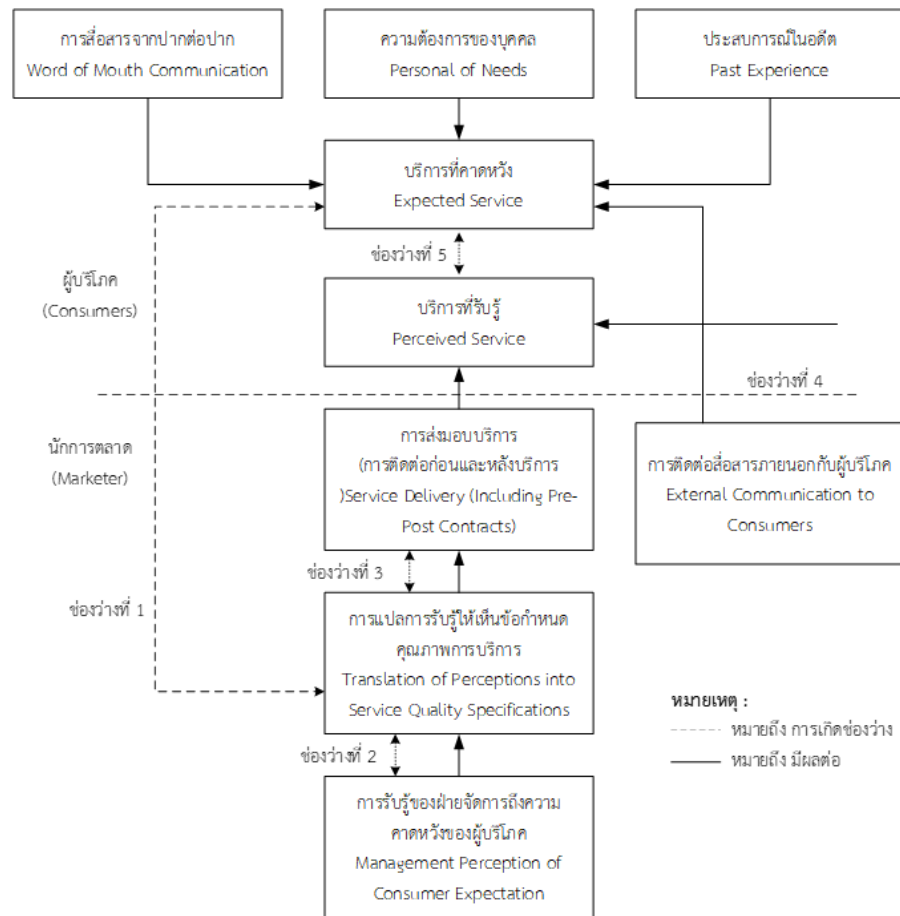 การสื่อสารจากปากต่อปาก
Word of Mouth Communication
ความต้องการของบุคคล
Personal of Needs
ประสบการณ์ในอดีต
Past Experience
บริการที่คาดหวัง
Expected Service
ช่องว่างที่ 5
ผู้บริโภค
(Consumers)
บริการที่รับรู้
Perceived Service
ช่องว่างที่ 4
นักการตลาด
(Marketer)
การส่งมอบบริการ
(การติดต่อก่อนและหลังบริการ
)Service Delivery (Including Pre-
Post Contracts)
การติดต่อสื่อสารภายนอกกับผู้บริโภค
External Communication to
Consumers
ช่องว่างที่ 3
ช่องว่างที่ 1
การแปลการรับรู้ให้เห็นข้อกำหนด
คุณภาพการบริการ
Translation of Perceptions into
Service Quality Specifications
ช่องว่างที่ 2
หมายเหตุ :
หมายถึง การเกิดช่องว่าง
หมายถึง มีผลต่อ
การรับรู้ของฝ่ายจัดการถึงความ
คาดหวังของผู้บริโภค
Management Perception of
Consumer Expectation